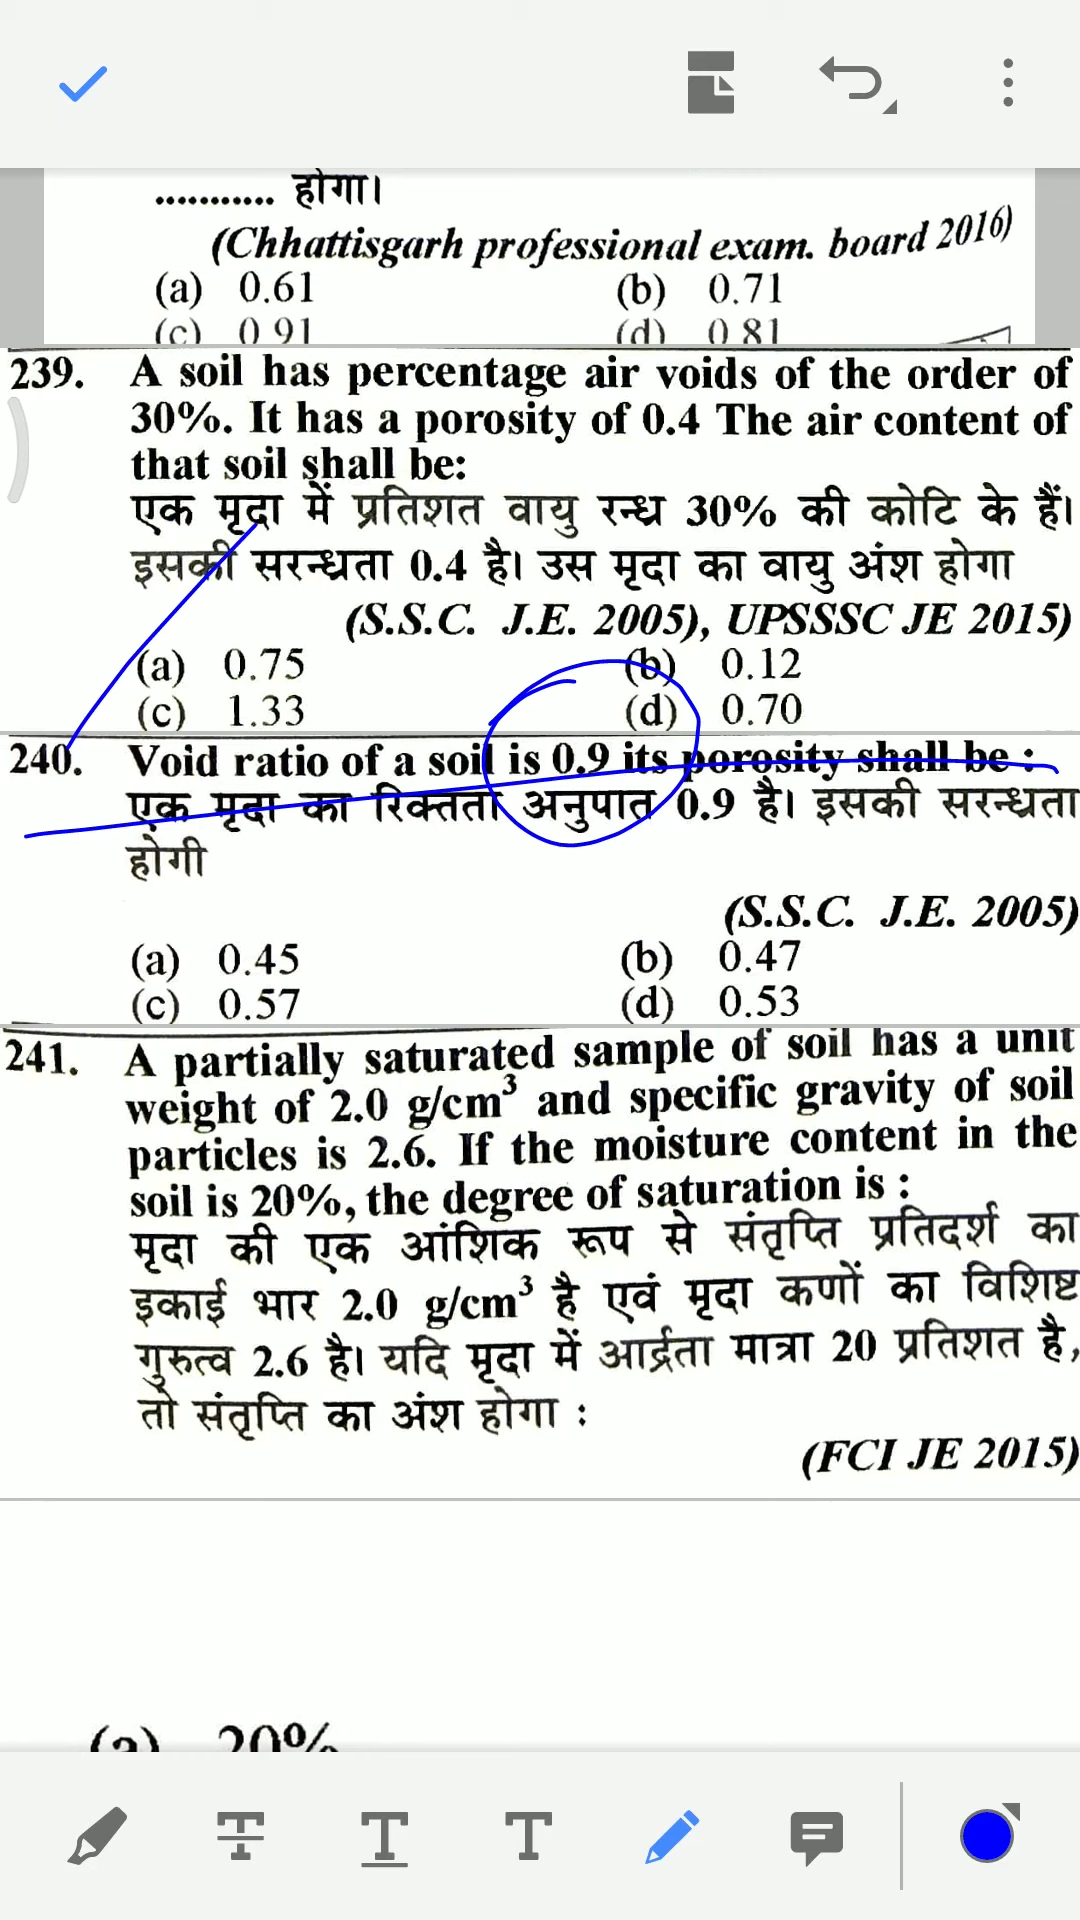 ........... होगा।
(Chhattisgarh professional exam. board 2016)
(a) 0.61 (b) 0.71
(c) 0.91 (d) 0.81
239. A soil has percentage air voids of the order of
30%. It has a porosity of 0.4 The air content of
that soil shall be:
एक मृदा में प्रतिशत वायु रन्ध्र 30% की कोटि के हैं।
इसकी सरन्ध्रता 0.4 है। उस मृदा का वायु अंश होगा
(S.S.C. J.E. 2005), UPSSSC JE 2015)
(a) 0.75 (b) 0.12
(c) 1.33 (d) 0.70
240. Void ratio of a soil is 0.9 its porosity shall be :
एक मृदा का रिक्तता अनुपात 0.9 है। इसकी सरन्ध्रता
होगी
(S.S.C. J.E. 2005)
(a) 0.45 (b) 0.47
(c) 0.57 (d) 0.53
241. A partially saturated sample of soil has a unit
weight of 2.0 g/cm³ and specific gravity of soil
particles is 2.6. If the moisture content in the
soil is 20%, the degree of saturation is :
मृदा की एक आंशिक रूप से संतृप्ति प्रतिदर्श का
इकाई भार 2.0 g/cm³ है एवं मृदा कणों का विशिष्ट
गुरुत्व 2.6 है। यदि मृदा में आर्द्रता मात्रा 20 प्रतिशत है,
तो संतृप्ति का अंश होगा :
(FCI JE 2015)
(a) 20%